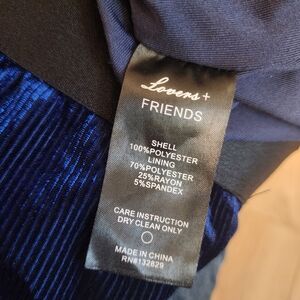 Lovers +
FRIENDS
SHELL
100%POLYESTER
LINING
70%POLYESTER
25%RAYON
5%SPANDEX
CARE INSTRUCTION
DRY CLEAN ONLY
MADE IN CHINA
RN#132829